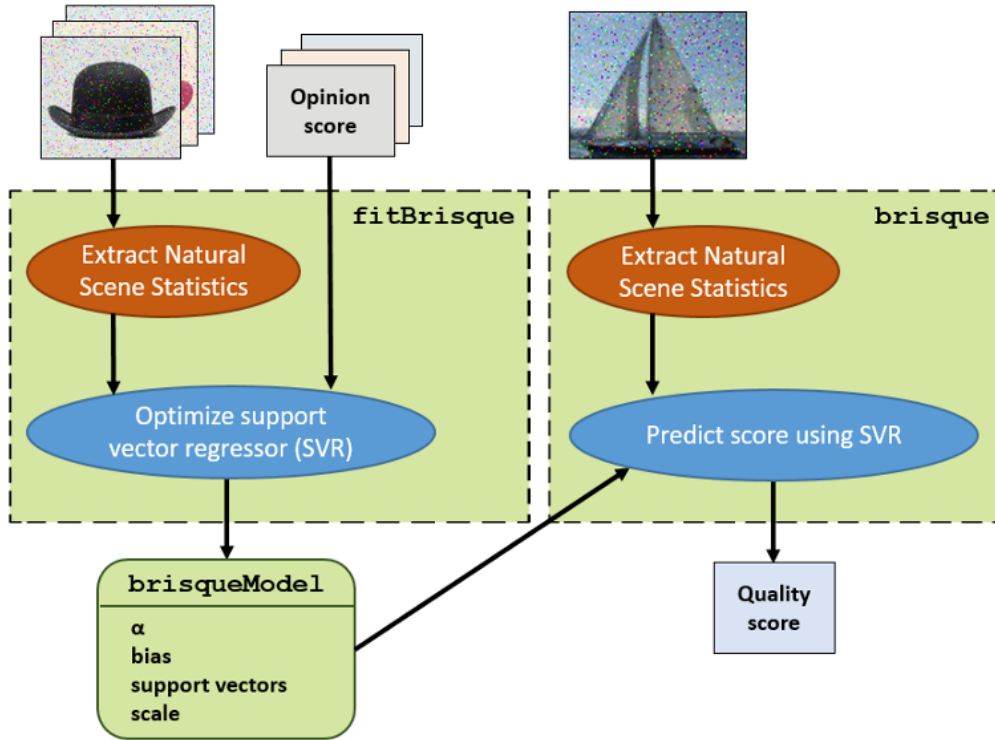 Opinion
score
fitBrisque
brisque
Extract Natural
Scene Statistics
Extract Natural
Scene Statistics
Optimize support
vector regressor (SVR)
Predict score using SVR
brisqueModel
α
bias
support vectors
scale
Quality
score